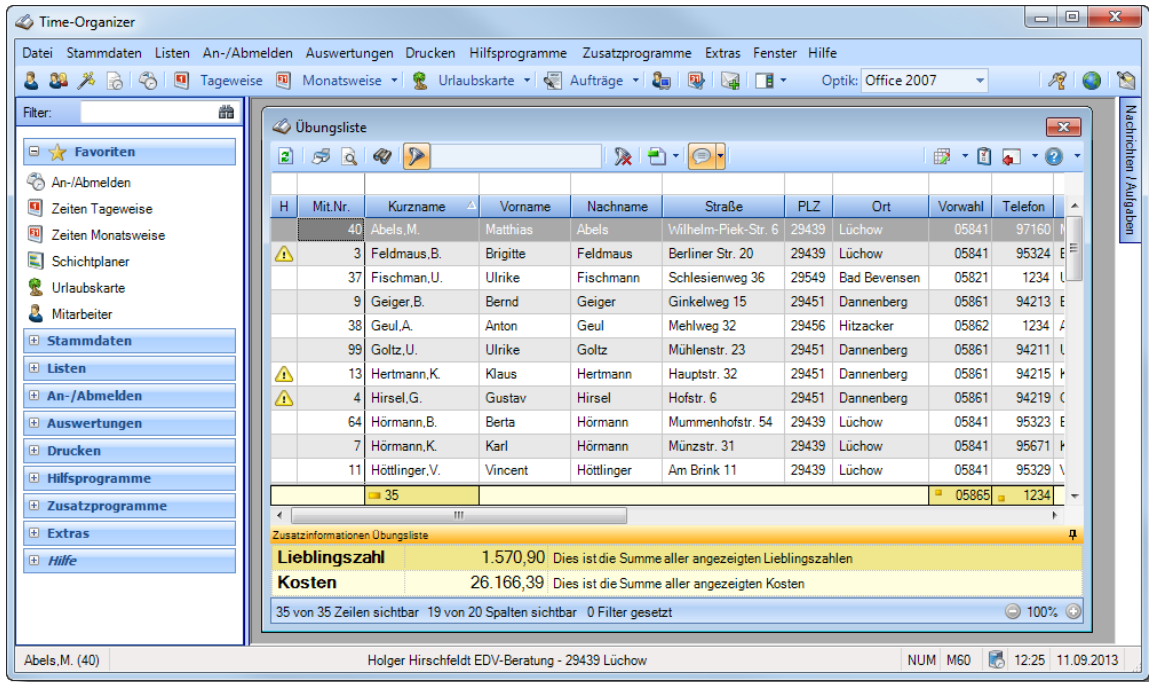 Time-Organizer
Datei Stammdaten Listen An-/Abmelden Auswertungen Drucken Hilfsprogramme Zusatzprogramme Extras Fenster Hilfe
Tageweise Monatsweise Urlaubskarte Aufträge Optik: Office 2007
Filter:
Favoriten
An-/Abmelden
Zeiten Tageweise
Zeiten Monatsweise
Schichtplaner
Urlaubskarte
Mitarbeiter
Stammdaten
Listen
An-/Abmelden
Auswertungen
Drucken
Hilfsprogramme
Zusatzprogramme
Extras
Hilfe
Übungsliste
H Mit.Nr. Kurzname Vorname Nachname Straße PLZ Ort Vorwahl Telefon
40 Abels,M. Matthias Abels Wilhelm-Piek-Str. 6 29439 Lüchow 05841 97160
3 Feldmaus,B. Brigitte Feldmaus Berliner Str. 20 29439 Lüchow 05841 95324
37 Fischman,U. Ulrike Fischmann Schlesienweg 36 29549 Bad Bevensen 05821 1234
9 Geiger,B. Bernd Geiger Ginkelweg 15 29451 Dannenberg 05861 94213
38 Geul,A. Anton Geul Mehlweg 32 29456 Hitzacker 05862 1234
99 Goltz,U. Ulrike Goltz Mühlenstr. 23 29451 Dannenberg 05861 94211
13 Hertmann,K. Klaus Hertmann Hauptstr. 32 29451 Dannenberg 05861 94215
4 Hirsel,G. Gustav Hirsel Hofstr. 6 29451 Dannenberg 05861 94219
64 Hörmann,B. Berta Hörmann Mummenhofstr. 54 29439 Lüchow 05841 95323
7 Hörmann,K. Karl Hörmann Münzstr. 31 29439 Lüchow 05841 95671
11 Höttlinger,V. Vincent Höttlinger Am Brink 11 29439 Lüchow 05841 95329
35 05865 1234
Zusatzinformationen Übungsliste
Lieblingszahl 1.570,90 Dies ist die Summe aller angezeigten Lieblingszahlen
Kosten 26.166,39 Dies ist die Summe aller angezeigten Kosten
35 von 35 Zeilen sichtbar 19 von 20 Spalten sichtbar 0 Filter gesetzt 100%
Nachrichten / Aufgaben
Abels,M. (40) Holger Hirschfeldt EDV-Beratung - 29439 Lüchow NUM M60 12:25 11.09.2013